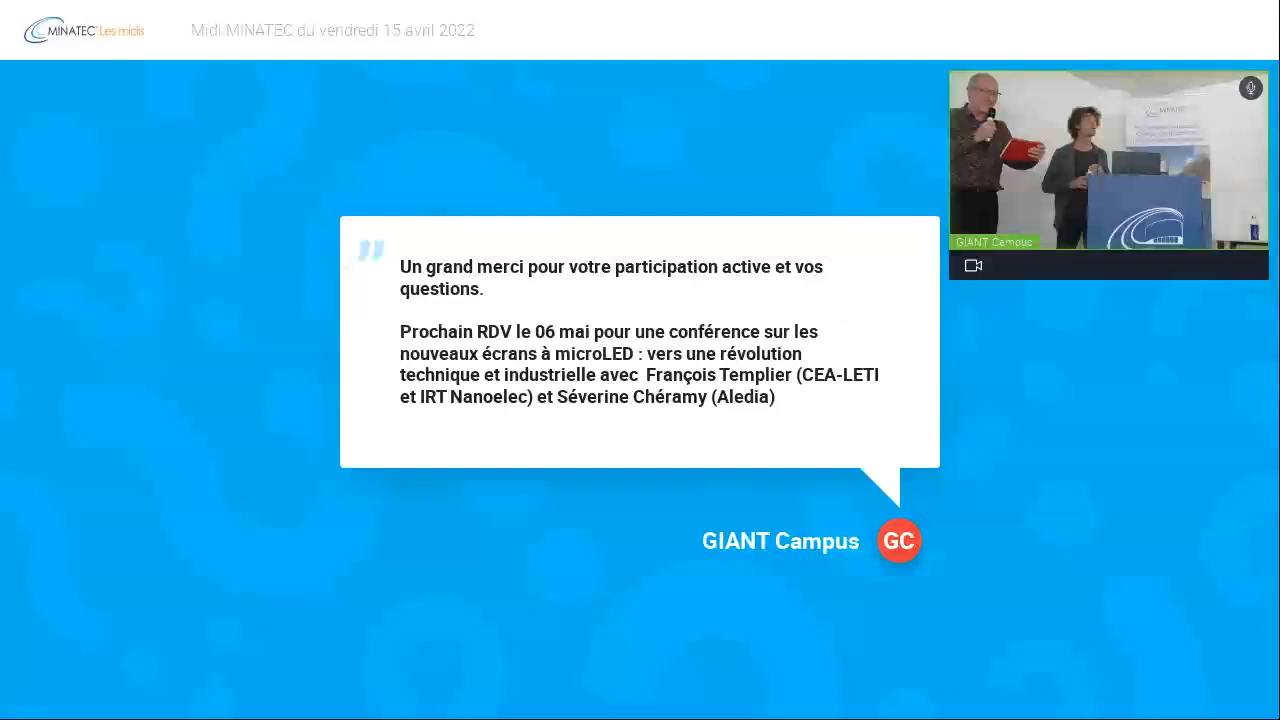 MINATEC Les midis
Midi MINATEC du vendredi 15 avril 2022
Un grand merci pour votre participation active et vos
questions.
Prochain RDV le 06 mai pour une conférence sur les
nouveaux écrans à microLED : vers une révolution
technique et industrielle avec  François Templier (CEA-LETI
et IRT Nanoelec) et Séverine Chéramy (Aledia)
GIANT Campus
GC
MINATEC
GIANT Campus